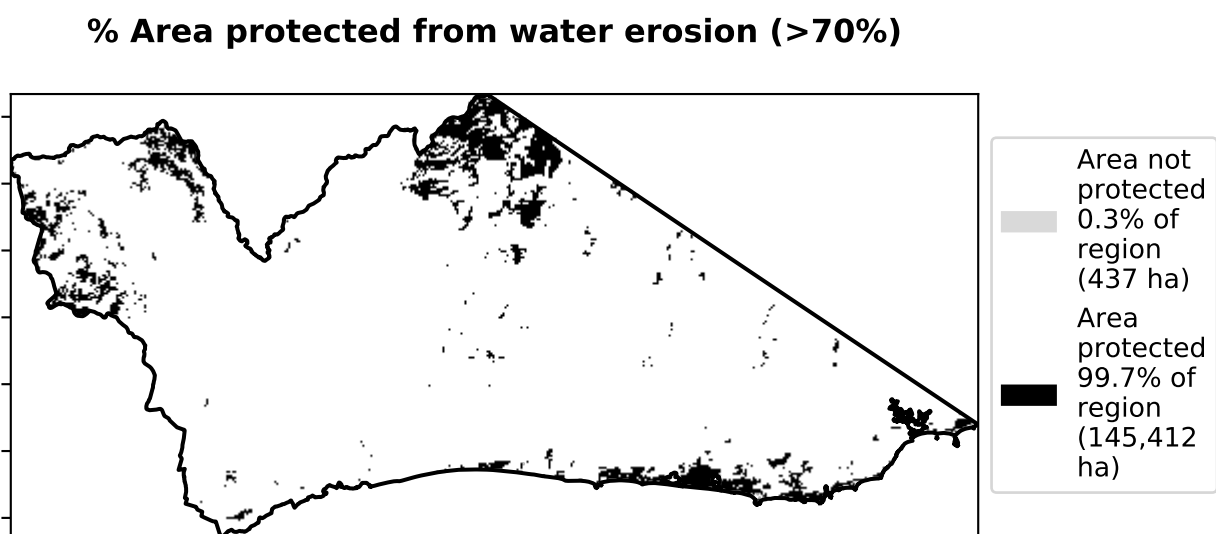 % Area protected from water erosion (>70%)
Area not
protected
0.3% of
region
(437 ha)
Area
protected
99.7% of
region
(145,412
ha)